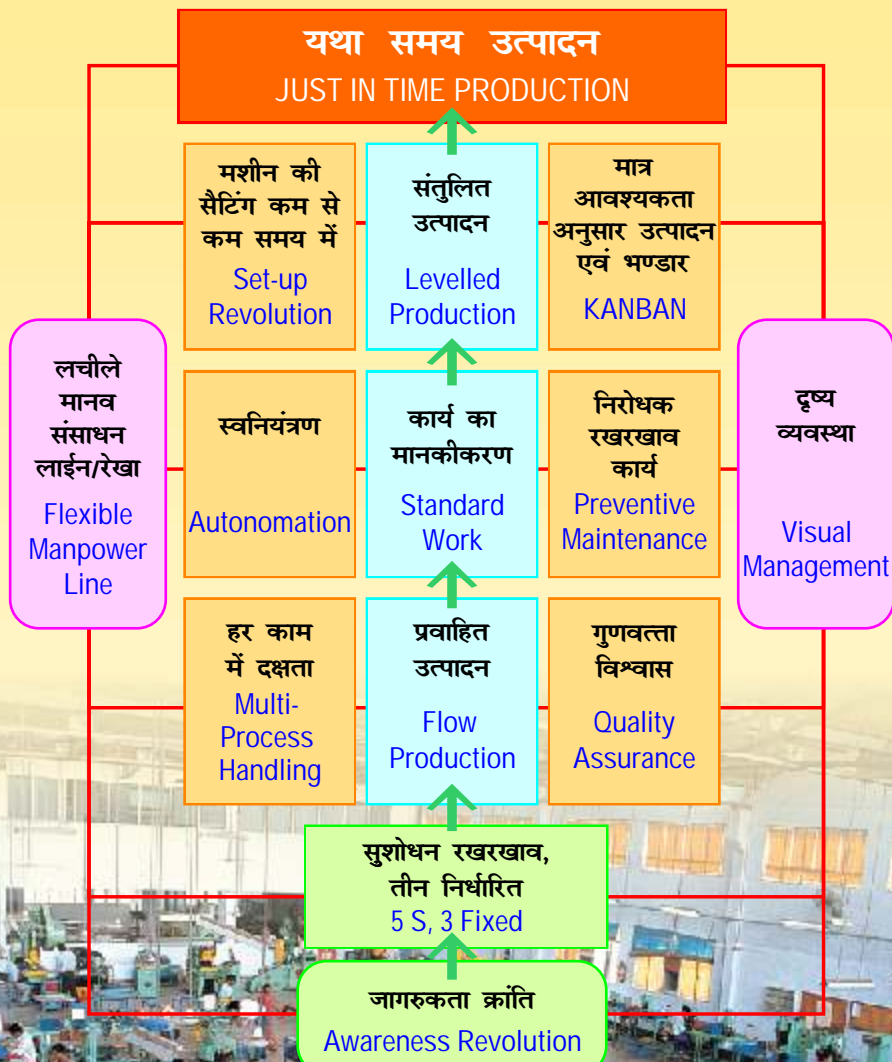 यथा समय उत्पादन
JUST IN TIME PRODUCTION
मशीन की
सैटिंग कम से
कम समय में
Set-up
Revolution
संतुलित
उत्पादन
Levelled
Production
मात्र
आवश्यकता
अनुसार उत्पादन
एवं भण्डार
KANBAN
लचीले
मानव
संसाधन
लाईन/रेखा
Flexible
Manpower
Line
स्वनियंत्रण
Autonomation
कार्य का
मानकीकरण
Standard
Work
निरोधक
रखरखाव
कार्य
Preventive
Maintenance
दृष्य
व्यवस्था
Visual
Management
हर काम
में दक्षता
Multi-
Process
Handling
प्रवाहित
उत्पादन
Flow
Production
गुणवत्ता
विश्वास
Quality
Assurance
सुशोधन रखरखाव,
तीन निर्धारित
5 S, 3 Fixed
जागरुकता क्रांति
Awareness Revolution